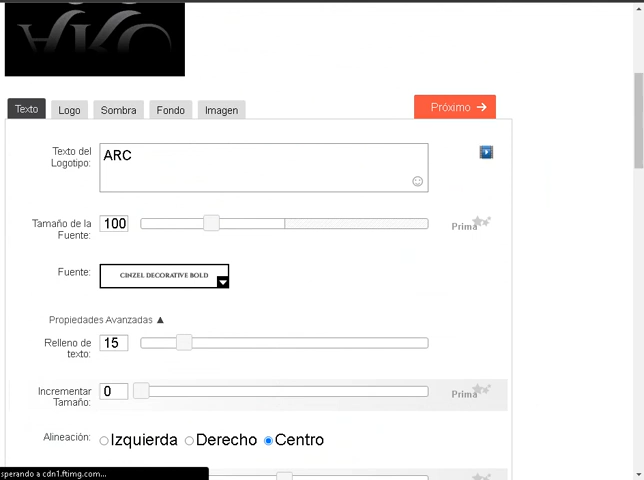 Texto
Logo
Sombra
Fondo
Imagen
Próximo →
Texto del
Logotipo:
ARC
Tamaño de la
Fuente:
100
Prima
Fuente:
CINZEL DECORATIVE BOLD
Propiedades Avanzadas ▲
Relleno de
texto:
15
Incrementar
Tamaño:
0
Prima
Alineación:
Izquierda
Derecho
Centro
sperando a cdn1.ftimg.com...